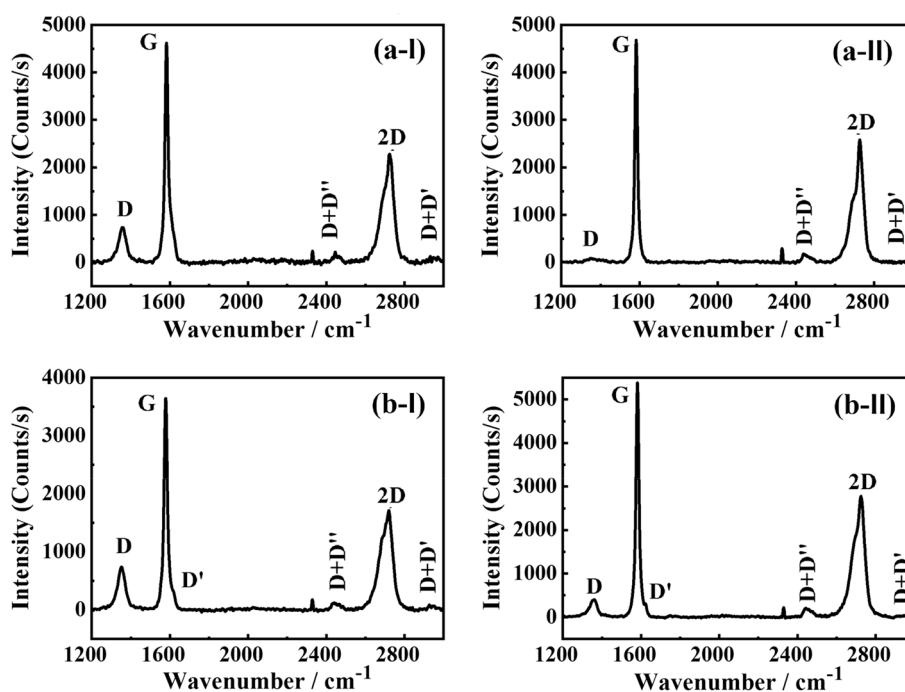 5000
4000
3000
2000
1000
0
Intensity (Counts/s)
G
(a-I)
D
D+D''
2D
D+D'
1200 1600 2000 2400 2800
Wavenumber / cm-1
5000
4000
3000
2000
1000
0
Intensity (Counts/s)
G
(a-II)
D
D+D''
2D
D+D'
1200 1600 2000 2400 2800
Wavenumber / cm-1
4000
3000
2000
1000
0
Intensity (Counts/s)
G
(b-I)
D
D'
D+D''
2D
D+D'
1200 1600 2000 2400 2800
Wavenumber / cm-1
5000
4000
3000
2000
1000
0
Intensity (Counts/s)
G
(b-II)
D
D'
D+D''
2D
D+D'
1200 1600 2000 2400 2800
Wavenumber / cm-1